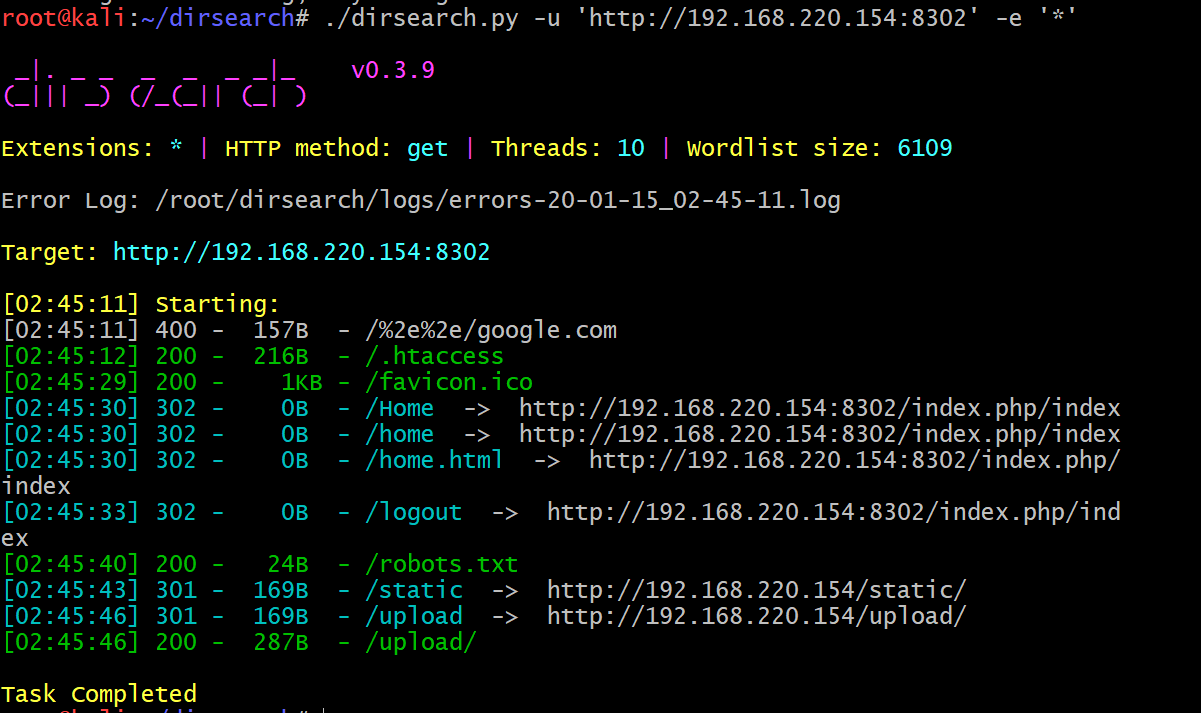 root@kali:~/dirsearch# ./dirsearch.py -u 'http://192.168.220.154:8302' -e '*'
 _|. _ _  _  _  _ _|_    v0.3.9
(_||| _) (/_(_|| (_| )
Extensions: * | HTTP method: get | Threads: 10 | Wordlist size: 6109
Error Log: /root/dirsearch/logs/errors-20-01-15_02-45-11.log
Target: http://192.168.220.154:8302
[02:45:11] Starting:
[02:45:11] 400 -  157B  - /%2e%2e/google.com
[02:45:12] 200 -  216B  - /.htaccess
[02:45:29] 200 -    1KB - /favicon.ico
[02:45:30] 302 -    0B  - /Home  ->  http://192.168.220.154:8302/index.php/index
[02:45:30] 302 -    0B  - /home  ->  http://192.168.220.154:8302/index.php/index
[02:45:30] 302 -    0B  - /home.html  ->  http://192.168.220.154:8302/index.php/
index
[02:45:33] 302 -    0B  - /logout  ->  http://192.168.220.154:8302/index.php/ind
ex
[02:45:40] 200 -   24B  - /robots.txt
[02:45:43] 301 -  169B  - /static  ->  http://192.168.220.154/static/
[02:45:46] 301 -  169B  - /upload  ->  http://192.168.220.154/upload/
[02:45:46] 200 -  287B  - /upload/
Task Completed